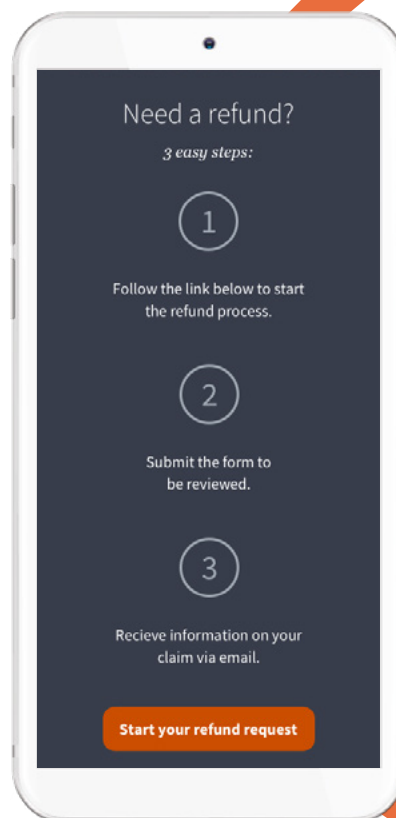 Need a refund?
3 easy steps:
1
Follow the link below to start
the refund process.
2
Submit the form to
be reviewed.
3
Recieve information on your
claim via email.
Start your refund request